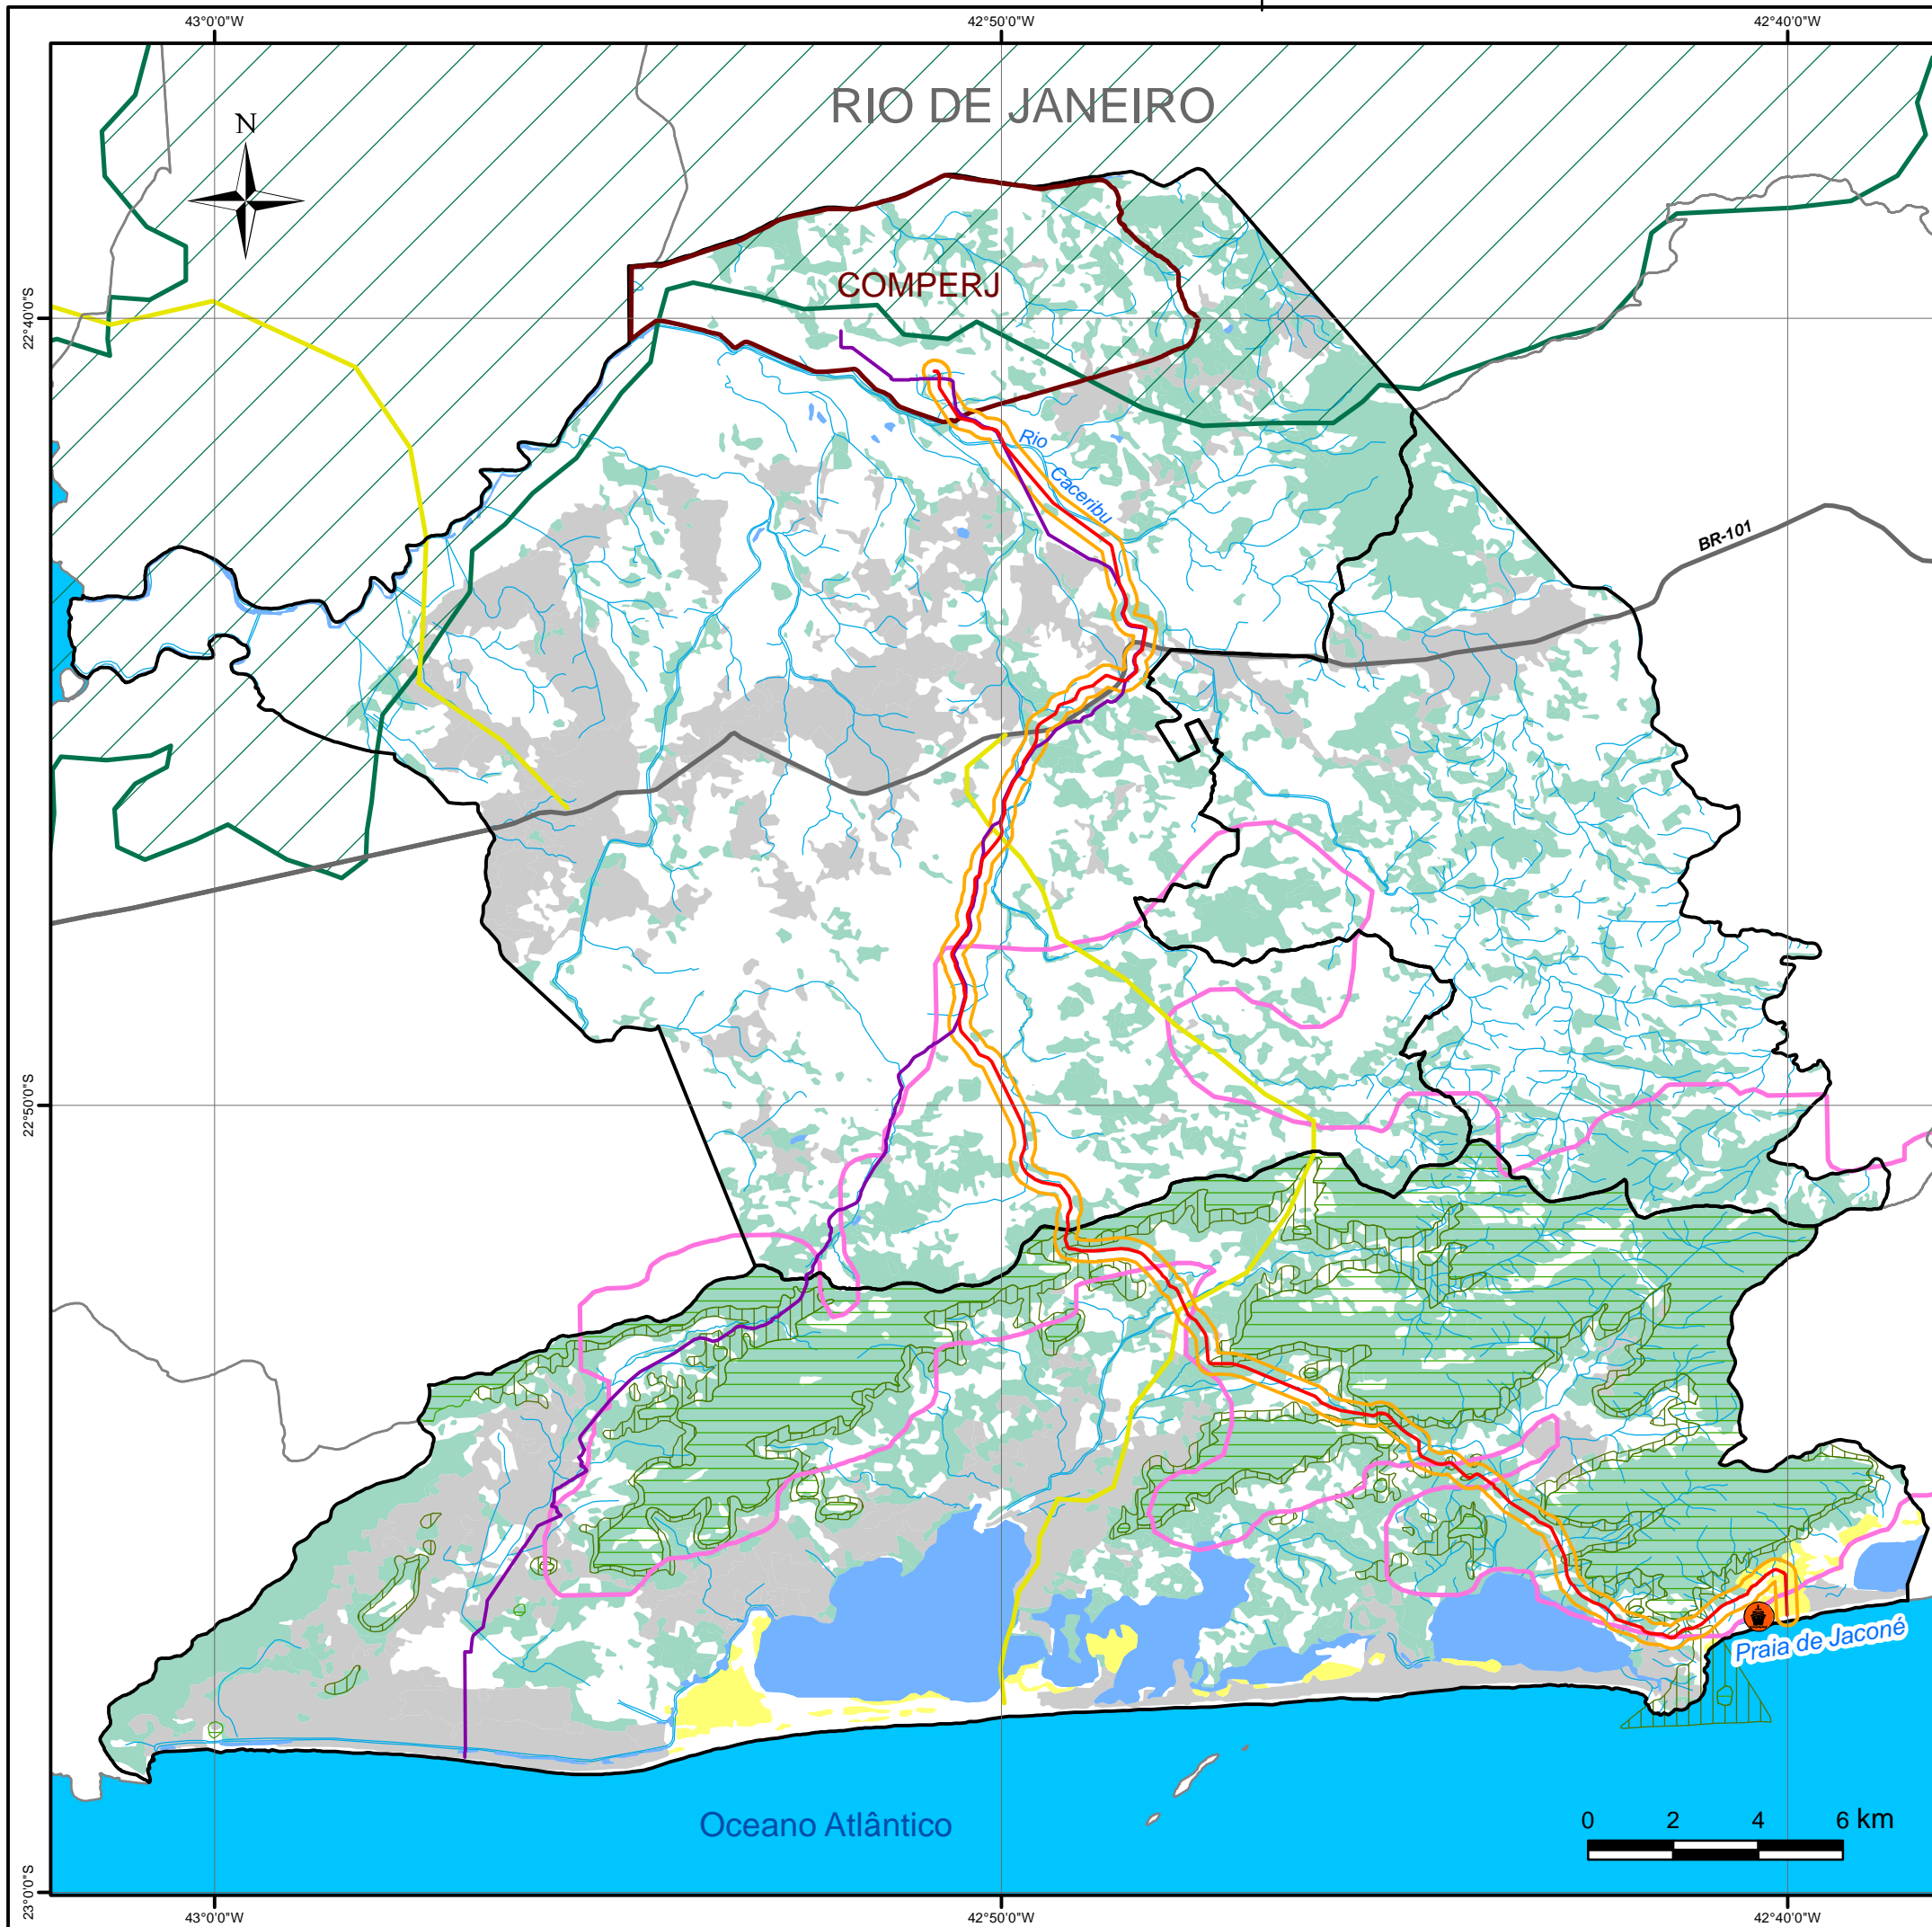 43°0'0"W
42°50'0"W
42°40'0"W
RIO DE JANEIRO
N
COMPERJ
22°40'0"S
Rio
Caceribu
BR-101
22°50'0"S
Praia de Jaconé
Oceano Atlântico
0 2 4 6 km
23°0'0"S
43°0'0"W
42°50'0"W
42°40'0"W